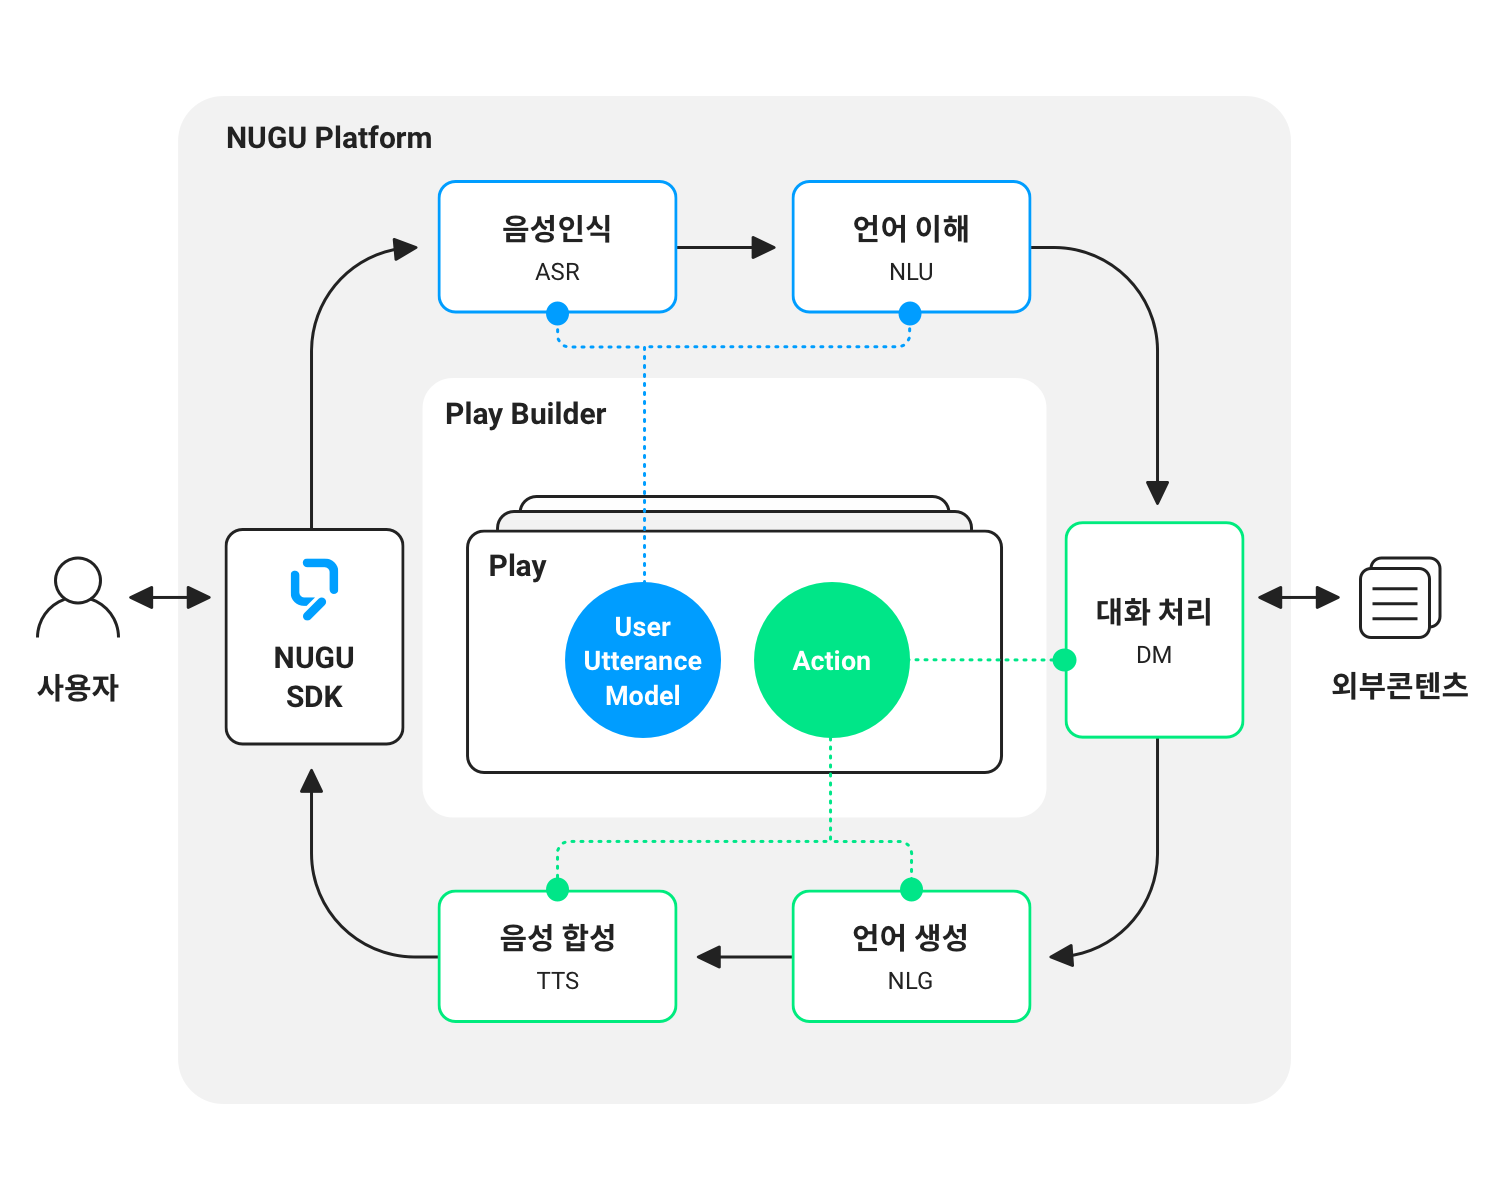 NUGU Platform
음성인식
ASR
언어 이해
NLU
Play Builder
Play
User
Utterance
Model
Action
사용자
NUGU
SDK
대화 처리
DM
외부콘텐츠
음성 합성
TTS
언어 생성
NLG